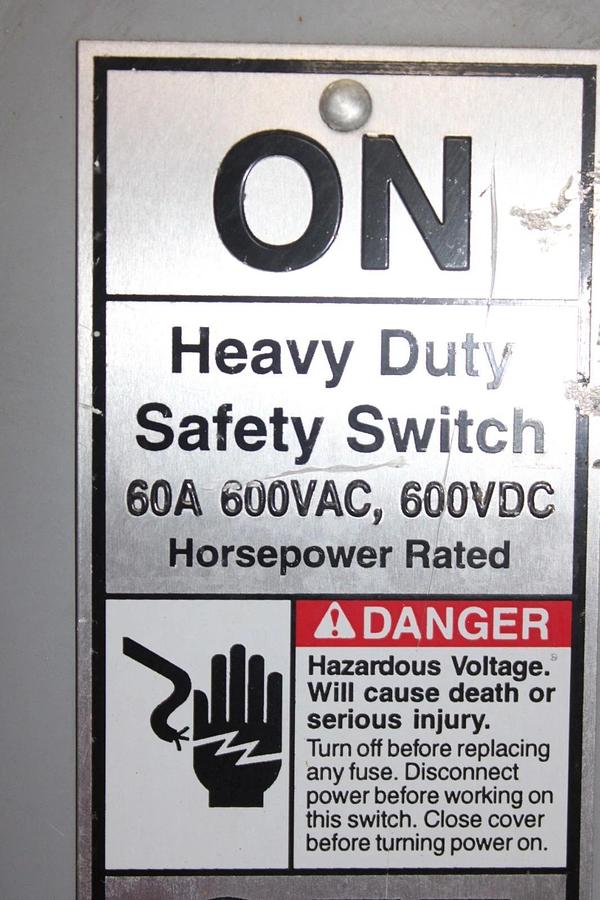 ON
Heavy Duty
Safety Switch
60A 600VAC, 600VDC
Horsepower Rated
DANGER
Hazardous Voltage.
Will cause death or
serious injury.
Turn off before replacing
any fuse. Disconnect
power before working on
this switch. Close cover
before turning power on.